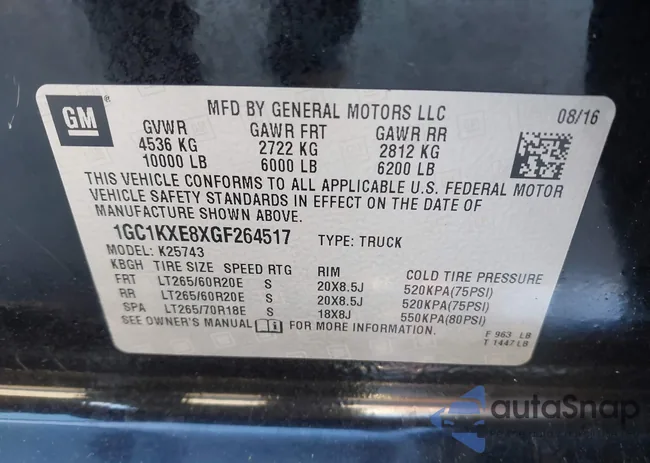 GM
MFD BY GENERAL MOTORS LLC 08/16
GVWR GAWR FRT GAWR RR
4536 KG 2722 KG 2812 KG
10000 LB 6000 LB 6200 LB
THIS VEHICLE CONFORMS TO ALL APPLICABLE U.S. FEDERAL MOTOR
VEHICLE SAFETY STANDARDS IN EFFECT ON THE DATE OF
MANUFACTURE SHOWN ABOVE.
1GC1KXE8XGF264517 TYPE: TRUCK
MODEL: K25743
KBGH TIRE SIZE SPEED RTG RIM COLD TIRE PRESSURE
FRT LT265/60R20E S 20X8.5J 520KPA(75PSI)
RR LT265/60R20E S 20X8.5J 520KPA(75PSI)
SPA LT265/70R18E S 18X8J 550KPA(80PSI)
SEE OWNER'S MANUAL FOR MORE INFORMATION.
F 963 LB
T 1447 LB
autoSnap